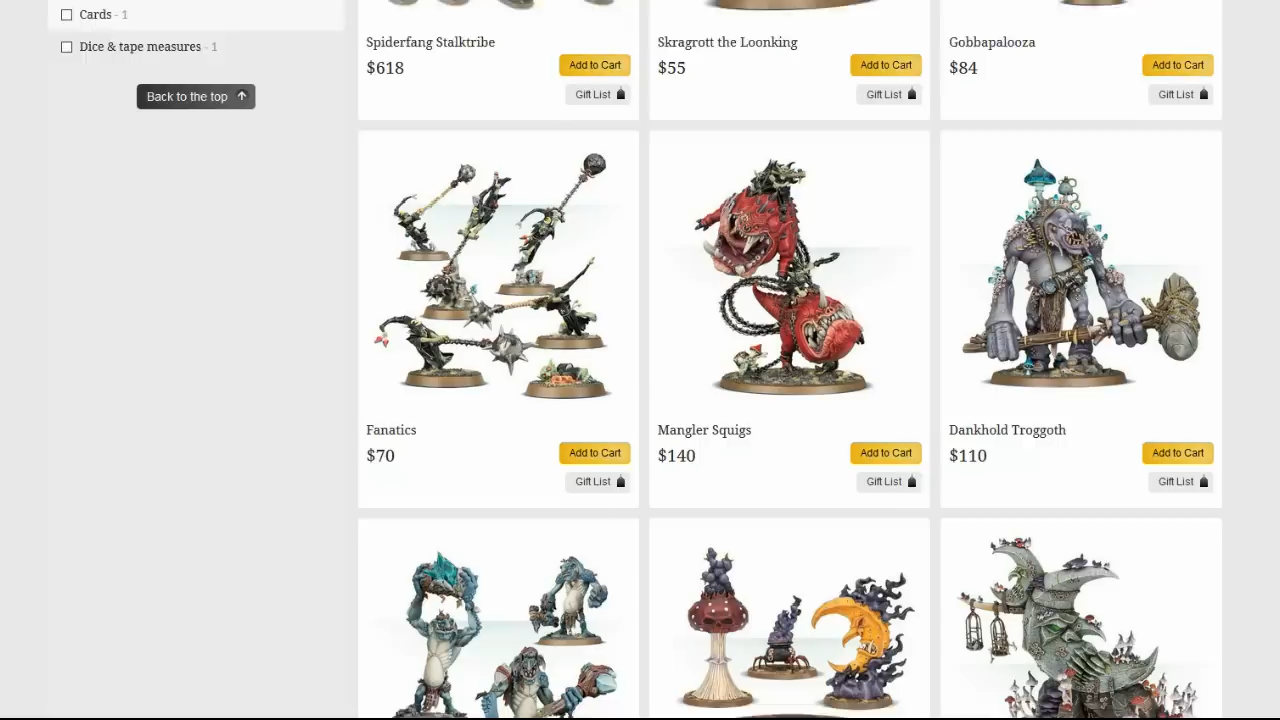 Cards - 1
Dice & tape measures - 1
Back to the top
Spiderfang Stalktribe
$618
Add to Cart
Gift List
Skragrott the Loonking
$55
Add to Cart
Gift List
Gobbapalooza
$84
Add to Cart
Gift List
Fanatics
$70
Add to Cart
Gift List
Mangler Squigs
$140
Add to Cart
Gift List
Dankhold Troggoth
$110
Add to Cart
Gift List